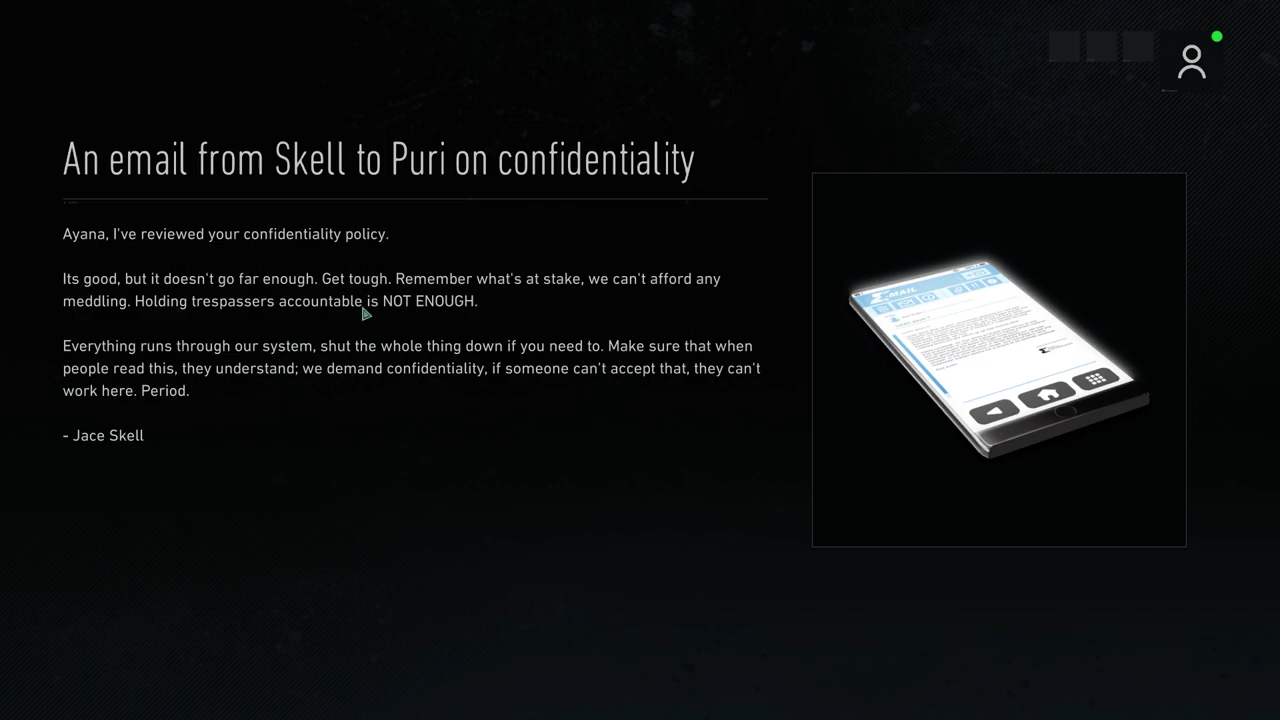 An email from Skell to Puri on confidentiality
Ayana, I've reviewed your confidentiality policy.
Its good, but it doesn't go far enough. Get tough. Remember what's at stake, we can't afford any
meddling. Holding trespassers accountable is NOT ENOUGH.
Everything runs through our system, shut the whole thing down if you need to. Make sure that when
people read this, they understand; we demand confidentiality, if someone can't accept that, they can't
work here. Period.
- Jace Skell
MAIL